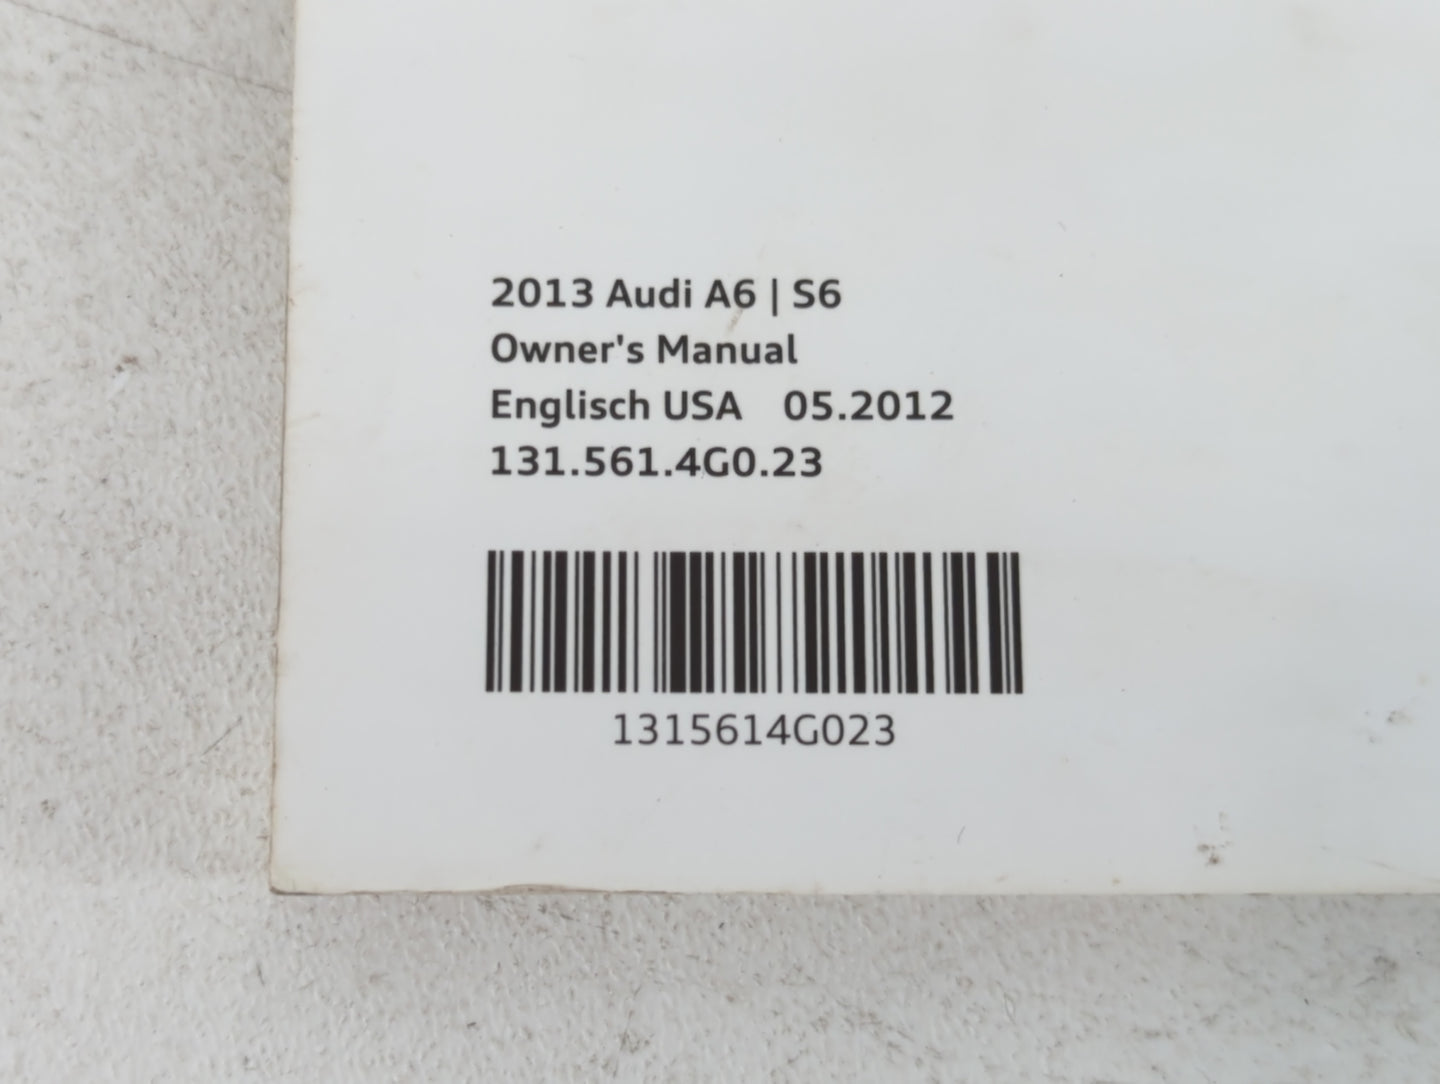 2013 Audi A6 | S6
Owner's Manual
Englisch USA 05.2012
131.561.4G0.23
1315614G023